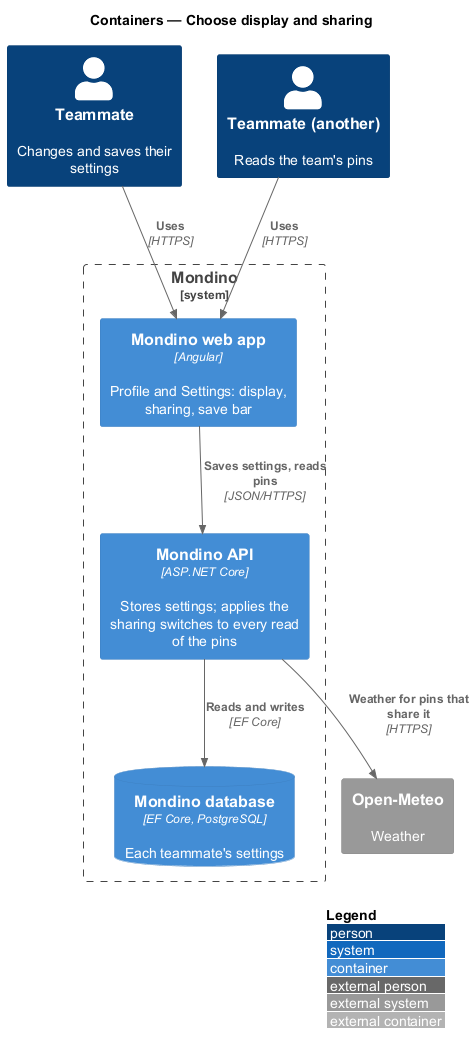 Containers — Choose display and sharing
Teammate
Changes and saves their
settings
Teammate (another)
Reads the team's pins
Uses
[HTTPS]
Uses
[HTTPS]
Mondino
[system]
Mondino web app
[Angular]
Profile and Settings: display,
sharing, save bar
Saves settings, reads
pins
[JSON/HTTPS]
Mondino API
[ASP.NET Core]
Stores settings; applies the
sharing switches to every read
of the pins
Reads and writes
[EF Core]
Weather for pins that
share it
[HTTPS]
Mondino database
[EF Core, PostgreSQL]
Each teammate's settings
Open-Meteo
Weather
Legend
person
system
container
external person
external system
external container